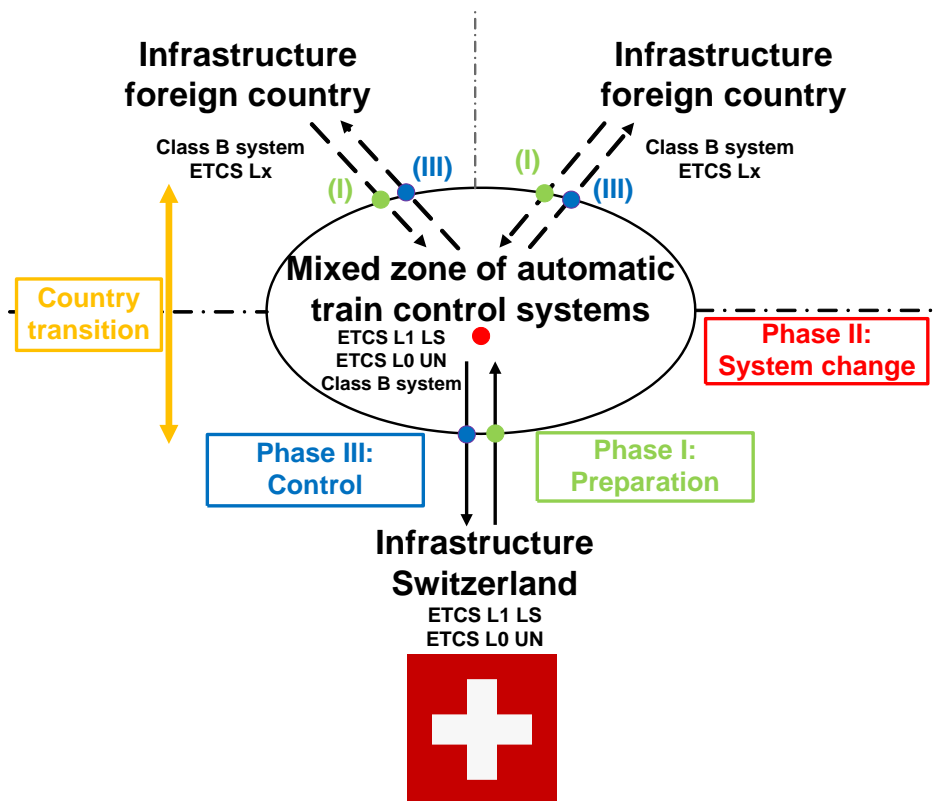 Infrastructure
foreign country
Class B system
ETCS Lx
Infrastructure
foreign country
Class B system
ETCS Lx
(I)
(III)
(I)
(III)
Country
transition
Mixed zone of automatic
train control systems
ETCS L1 LS
ETCS L0 UN
Class B system
Phase II:
System change
Phase III:
Control
Phase I:
Preparation
Infrastructure
Switzerland
ETCS L1 LS
ETCS L0 UN